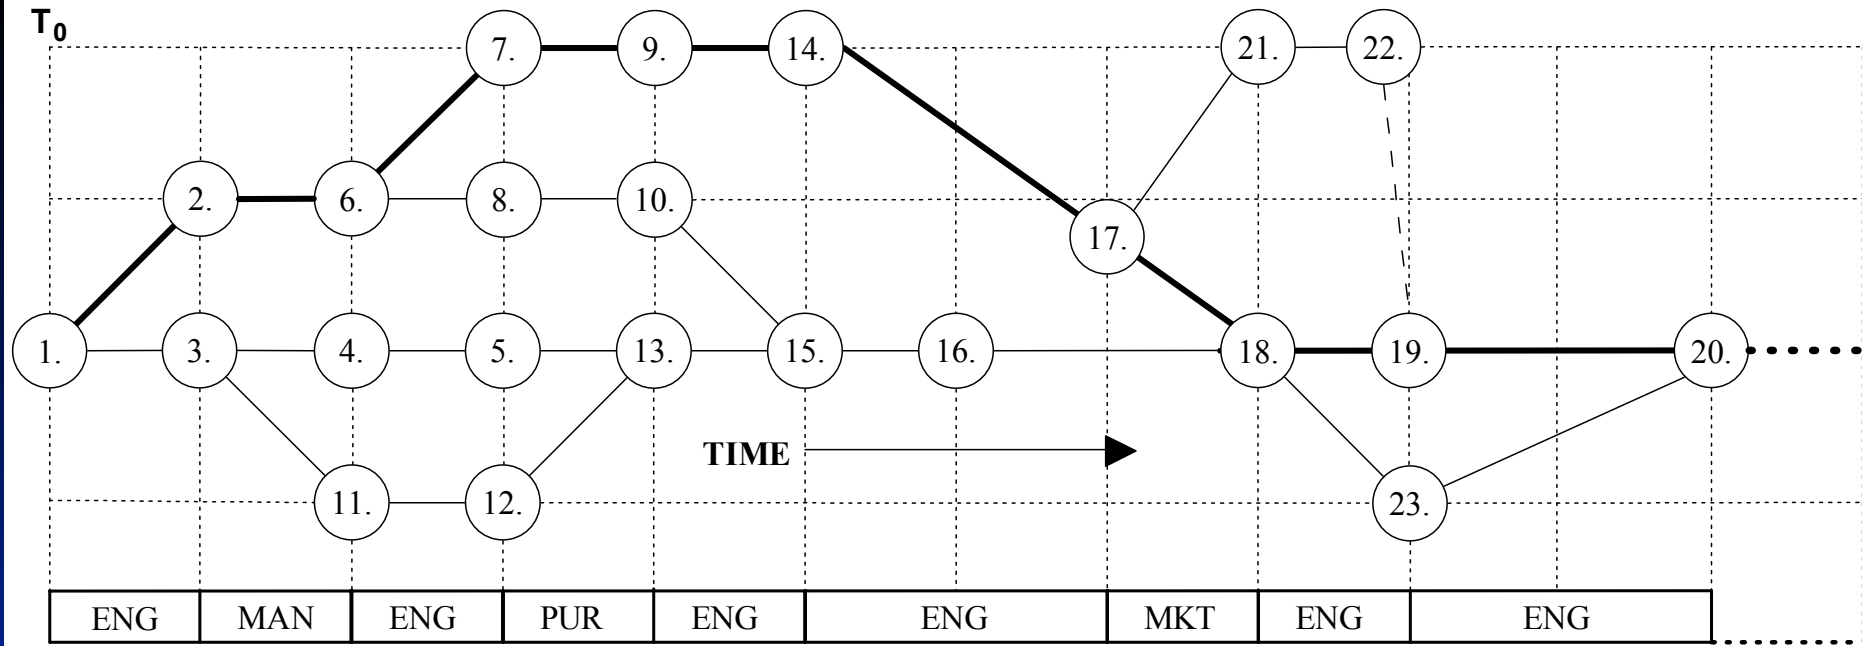 T0
7. 9. 14. 21. 22.
2. 6. 8. 10.
17.
1. 3. 4. 5. 13. 15. 16. 18. 19. 20.
TIME
11. 12. 23.
ENG MAN ENG PUR ENG ENG MKT ENG ENG